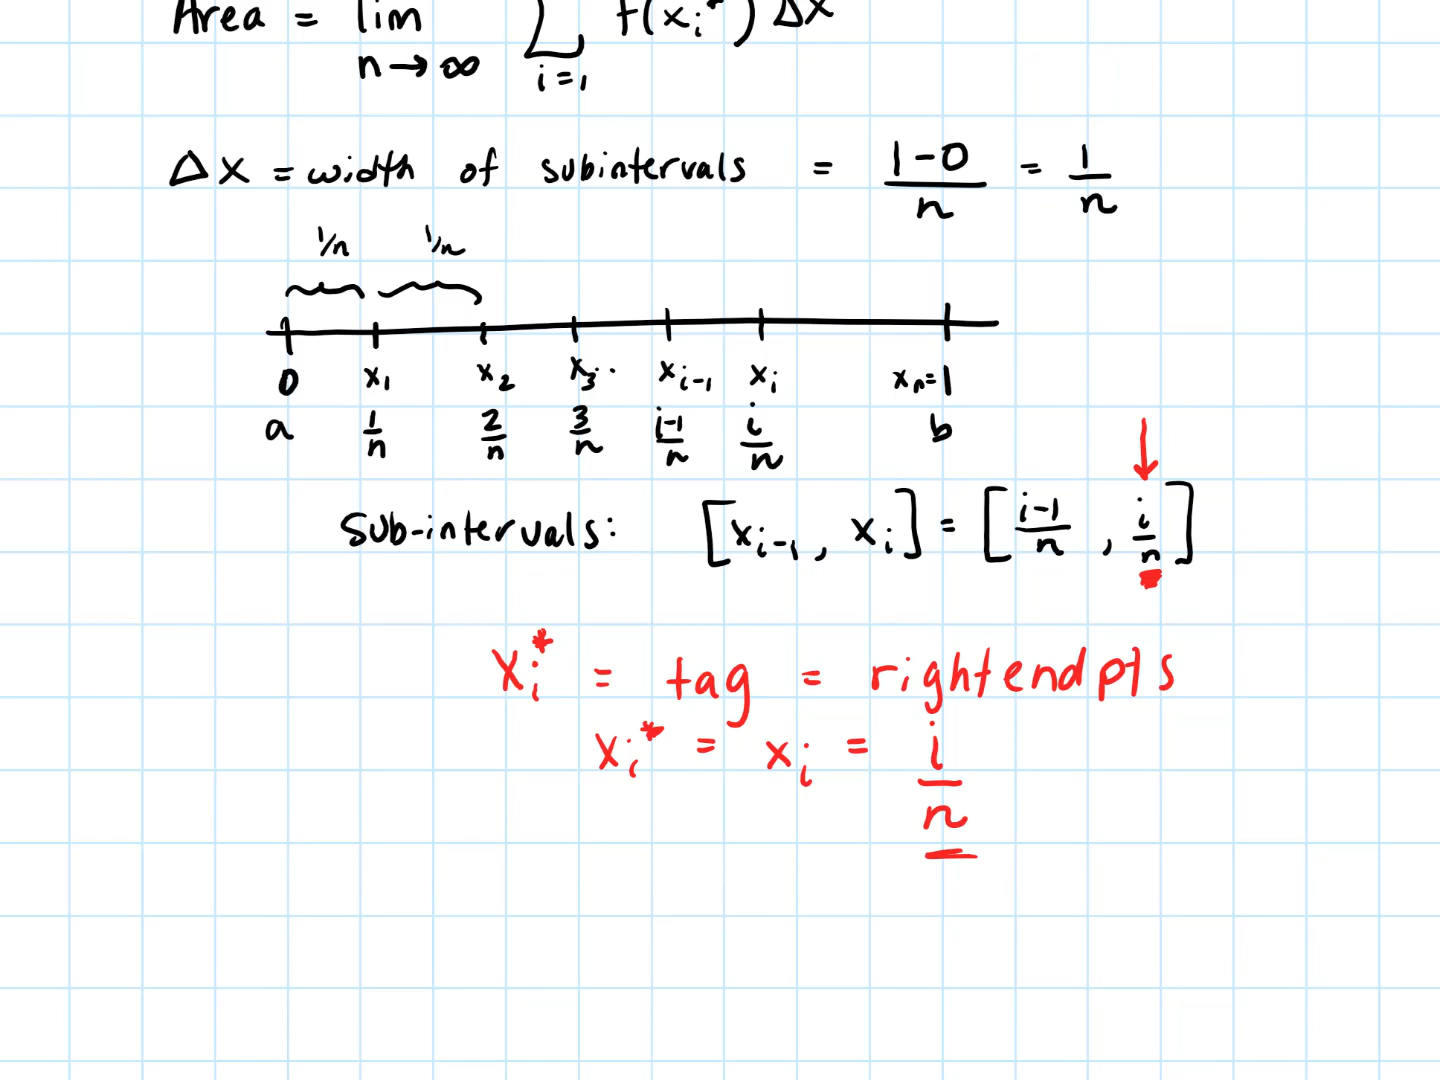 Area = lim n→∞ ∑ i=1 f(xᵢ*) Δx
Δx = width of subintervals = (1-0)/n = 1/n
1/n 1/n
0 x₁ x₂ x₃.. xᵢ₋₁ xᵢ xₙ=1
a 1/n 2/n 3/n (i-1)/n i/n b
Sub-intervals: [xᵢ₋₁, xᵢ] = [(i-1)/n, i/n]
xᵢ* = tag = rightendpts
xᵢ* = xᵢ = i/n